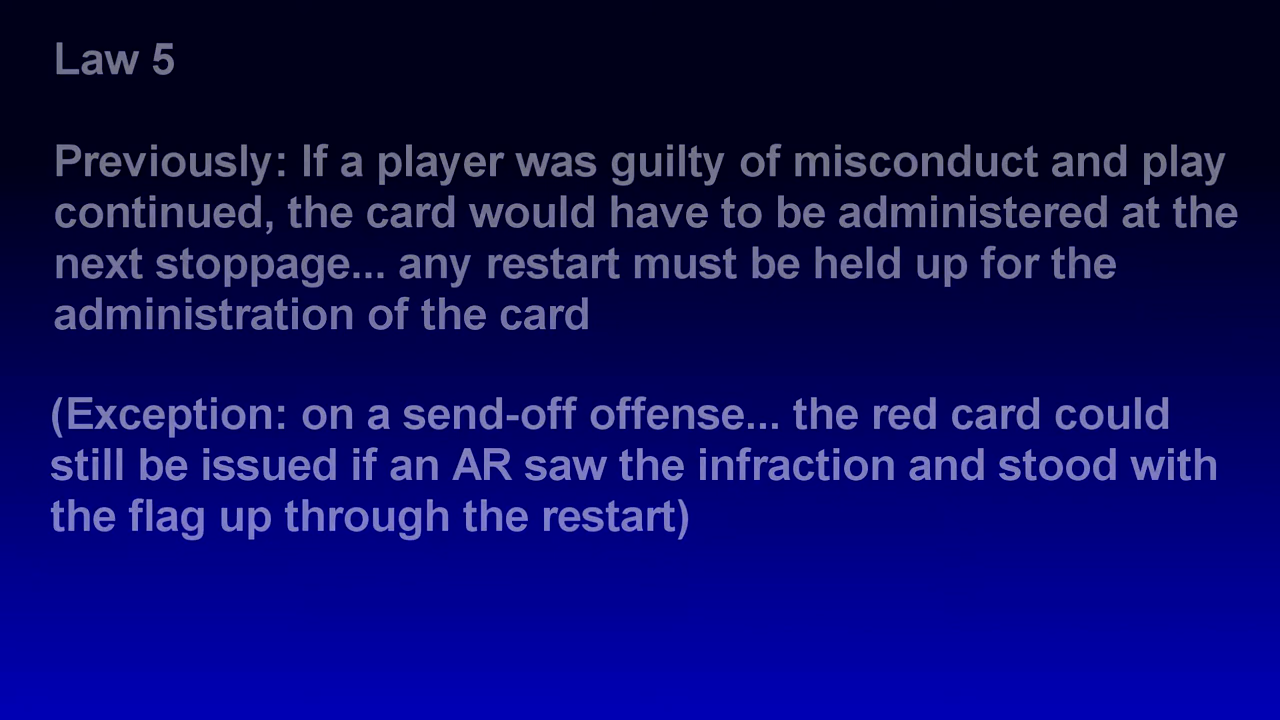 Law 5
Previously: If a player was guilty of misconduct and play
continued, the card would have to be administered at the
next stoppage... any restart must be held up for the
administration of the card
(Exception: on a send-off offense... the red card could
still be issued if an AR saw the infraction and stood with
the flag up through the restart)